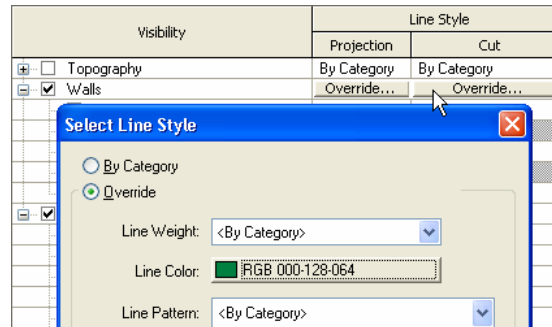 Visibility Line Style
Projection Cut
Topography By Category By Category
Walls Override... Override...
Select Line Style
By Category
Override
Line Weight: <By Category>
Line Color: RGB 000-128-064
Line Pattern: <By Category>